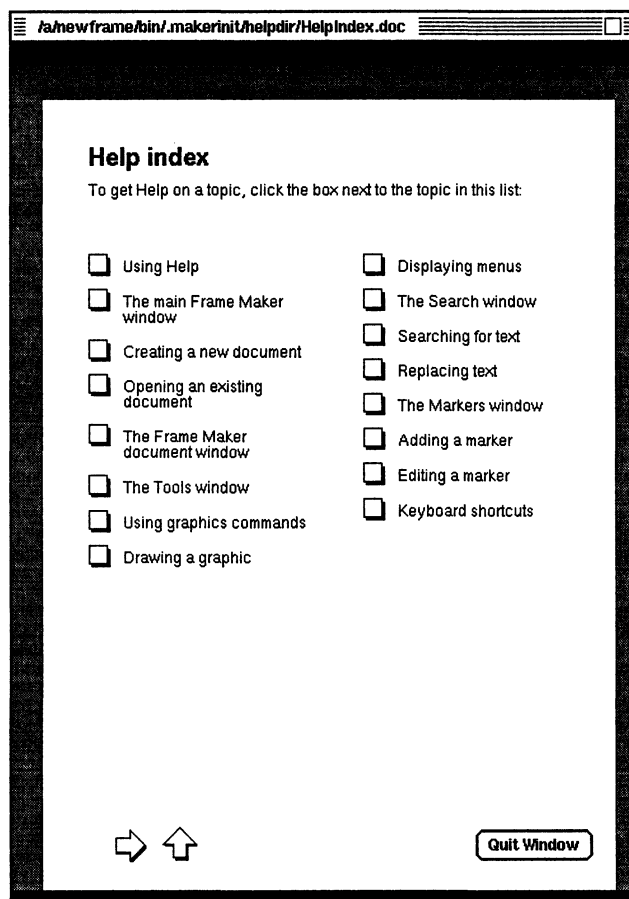 /a/newframe/bin/.makerinit/helpdir/HelpIndex.doc
Help index
To get Help on a topic, click the box next to the topic in this list:
Using Help
The main Frame Maker
window
Creating a new document
Opening an existing
document
The Frame Maker
document window
The Tools window
Using graphics commands
Drawing a graphic
Displaying menus
The Search window
Searching for text
Replacing text
The Markers window
Adding a marker
Editing a marker
Keyboard shortcuts
Quit Window